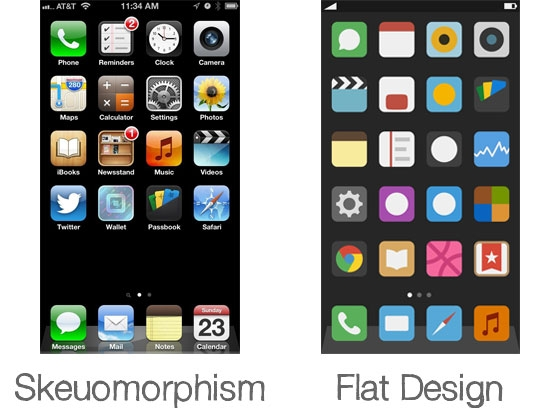 AT&T 11:34 AM
2
Phone Reminders Clock Camera
280
Maps Calculator Settings Photos
1
iBooks Newsstand Music Videos
Twitter Wallet Passbook Safari
Sunday
23
Messages Mail Notes Calendar
Skeuomorphism Flat Design